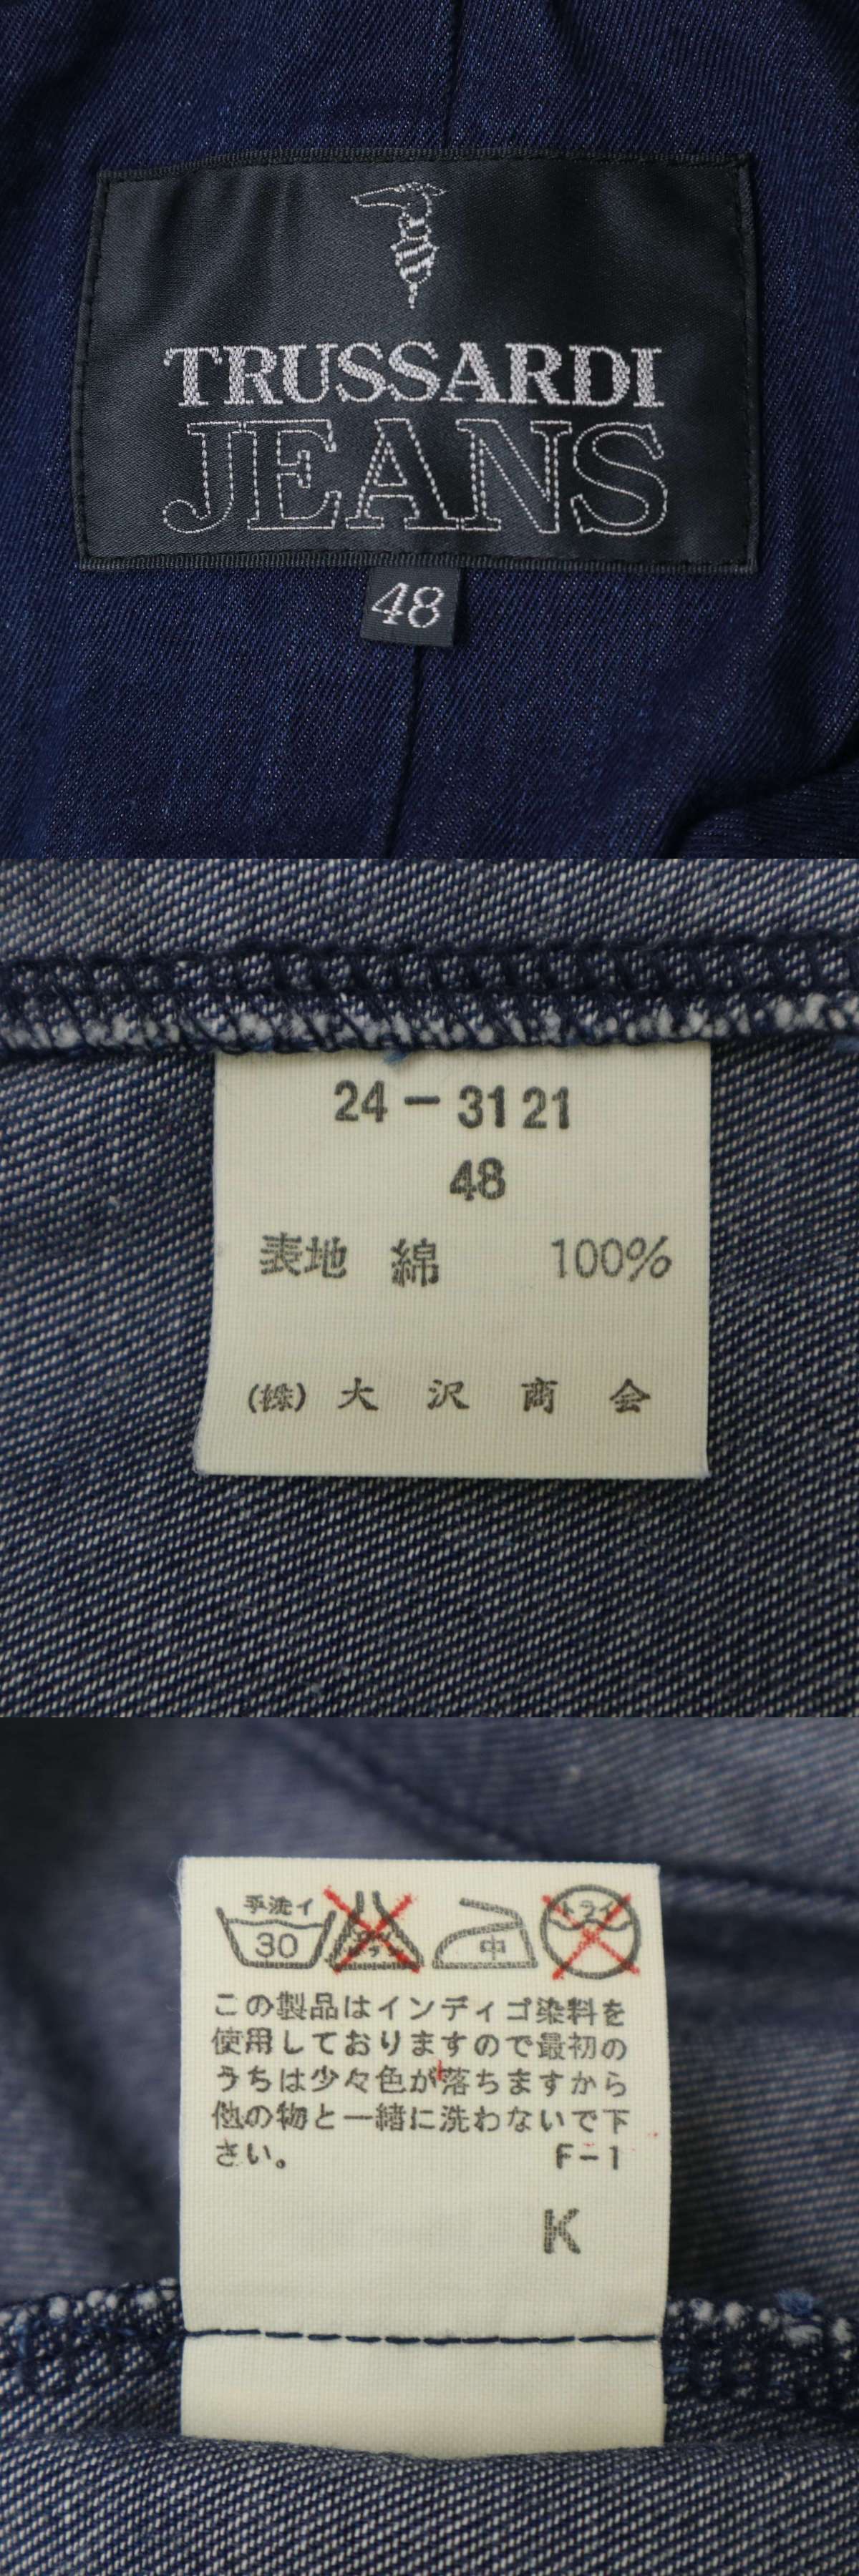 TRUSSARDI
JEANS
48
24-3121
48
表地 綿 100%
(株) 大沢商会
手洗イ
30
中
ドライ
この製品はインディゴ染料を
使用しておりますので最初の
うちは少々色が落ちますから
他の物と一緒に洗わないで下
さい。 F-1
K